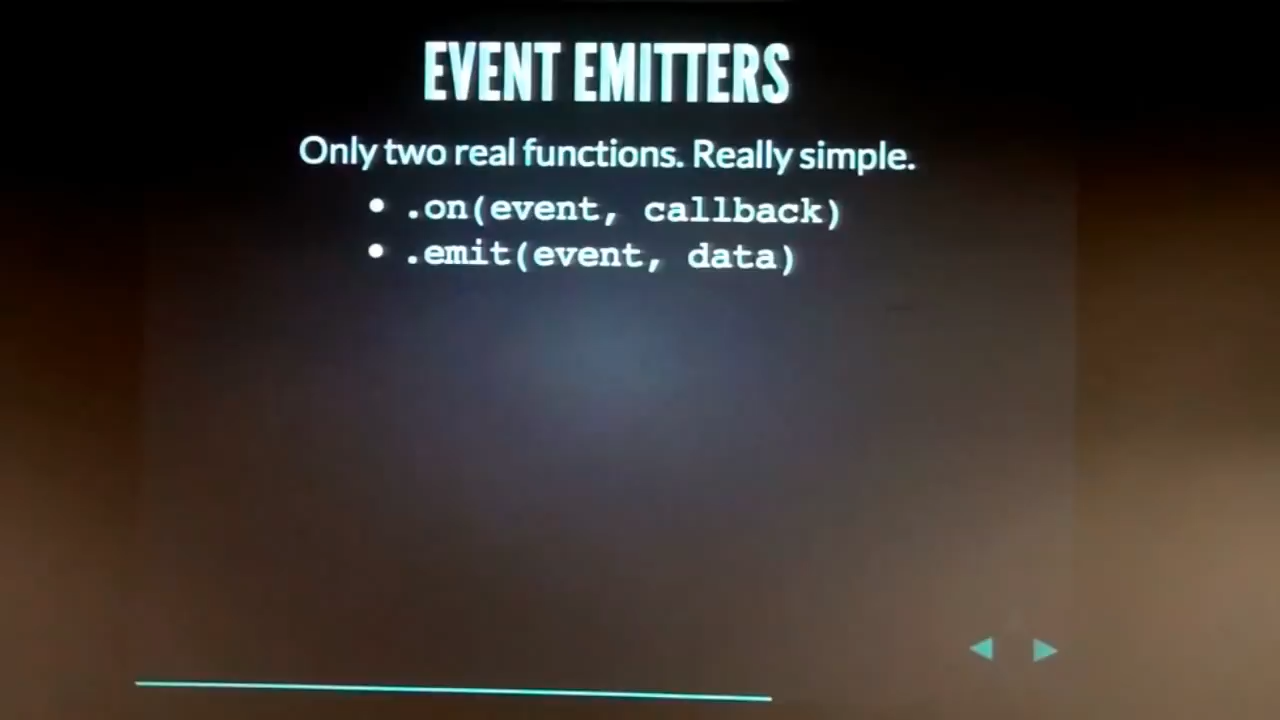 EVENT EMITTERS
Only two real functions. Really simple.
• .on(event, callback)
• .emit(event, data)